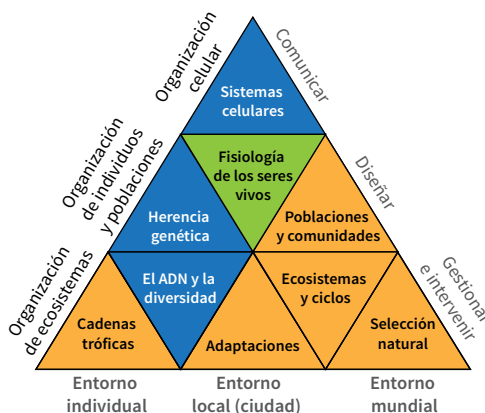 Organización
celular
Comunicar
Sistemas
celulares
Organización
de individuos
y poblaciones
Fisiología
de los seres
vivos
Diseñar
Herencia
genética
Poblaciones
y comunidades
Organización
de ecosistemas
El ADN y la
diversidad
Ecosistemas
y ciclos
Gestionar
e intervenir
Cadenas
tróficas
Adaptaciones
Selección
natural
Entorno
individual
Entorno
local (ciudad)
Entorno
mundial